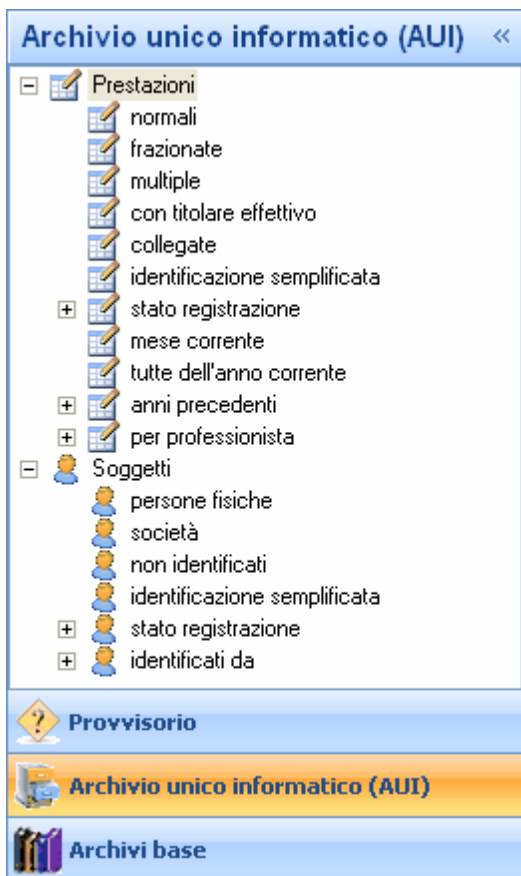 Archivio unico informatico (AUI) «
Prestazioni
normali
frazionate
multiple
con titolare effettivo
collegate
identificazione semplificata
stato registrazione
mese corrente
tutte dell'anno corrente
anni precedenti
per professionista
Soggetti
persone fisiche
società
non identificati
identificazione semplificata
stato registrazione
identificati da
Provvisorio
Archivio unico informatico (AUI)
Archivi base